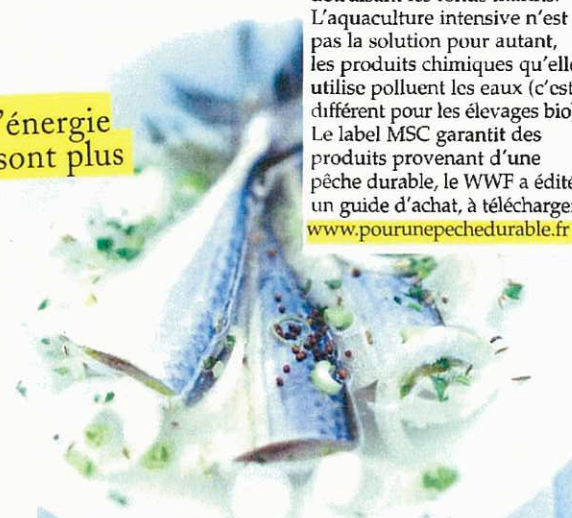 'énergie
sont plus
L'aquaculture intensive n'est
pas la solution pour autant,
les produits chimiques qu'elle
utilise polluent les eaux (c'est
différent pour les élevages bio)
Le label MSC garantit des
produits provenant d'une
pêche durable, le WWF a édité
un guide d'achat, à télécharger
www.pourunepechedurable.fr